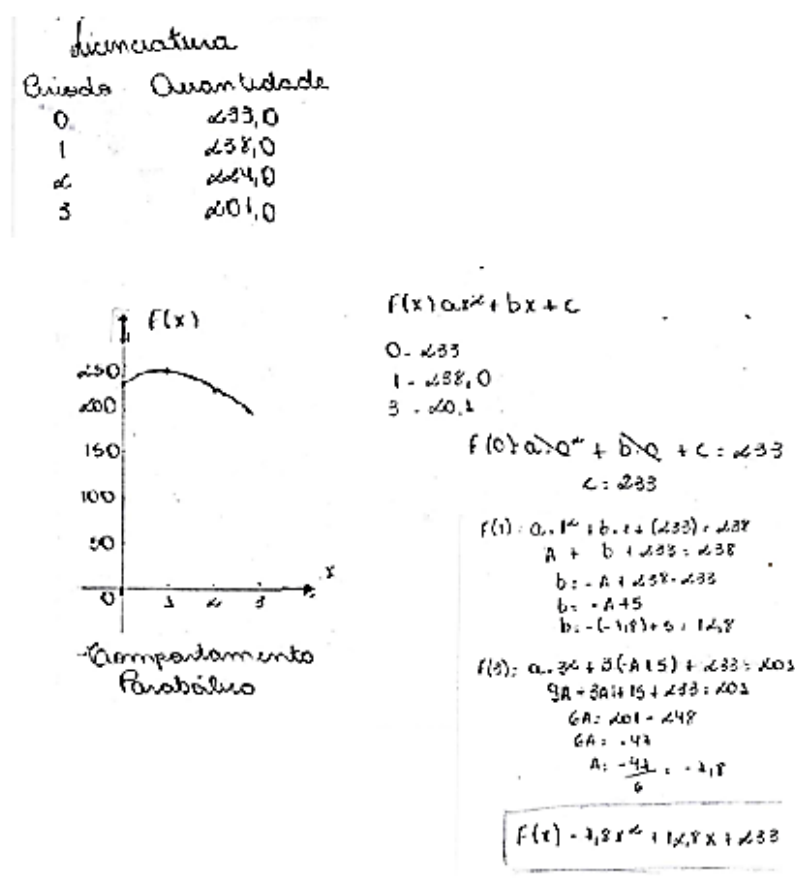 Licenciatura
Período Quantidade
0 233,0
1 238,0
2 224,0
3 201,0
F(x)
250
200
150
100
50
0 1 2 3 x
-Comportamento
Parabólico
F(x) ax² + bx + c
0 - 233
1 - 238,0
3 - 20,1
F(0) a.0² + b.0 + c = 233
c = 233
F(1): a.1² + b.1 + (233) = 238
A + b + 233 = 238
b = -A + 238 - 233
b = -A+5
b = -(-7,8)+5 = 12,8
F(3): a.3² + 3(-A+5) + 233 = 201
9A - 3A + 15 + 233 = 201
6A = 201 - 248
6A = -47
A = -47/6 = -7,8
F(x) - 7,8x² + 12,8x + 233